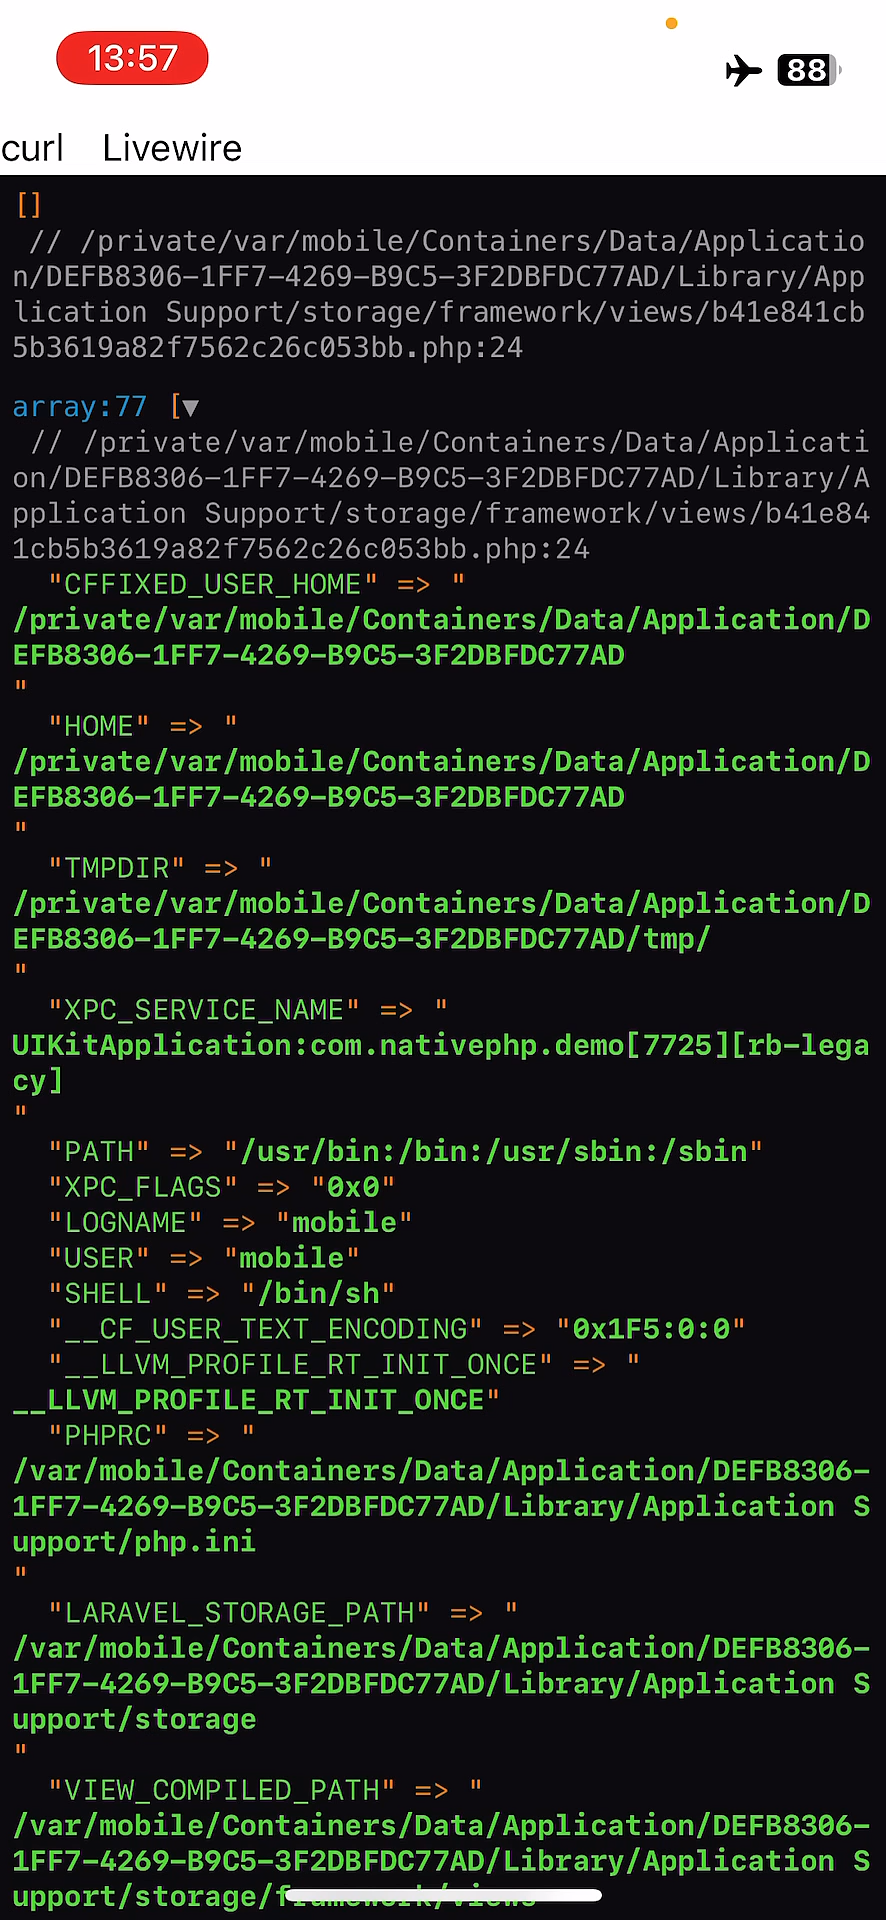 13:57
88
curl Livewire
[]
// /private/var/mobile/Containers/Data/Applicatio
n/DEFB8306-1FF7-4269-B9C5-3F2DBFDC77AD/Library/App
lication Support/storage/framework/views/b41e841cb
5b3619a82f7562c26c053bb.php:24
array:77 [▼
// /private/var/mobile/Containers/Data/Applicati
on/DEFB8306-1FF7-4269-B9C5-3F2DBFDC77AD/Library/A
pplication Support/storage/framework/views/b41e84
1cb5b3619a82f7562c26c053bb.php:24
"CFFIXED_USER_HOME" => "
/private/var/mobile/Containers/Data/Application/D
EFB8306-1FF7-4269-B9C5-3F2DBFDC77AD
"
"HOME" => "
/private/var/mobile/Containers/Data/Application/D
EFB8306-1FF7-4269-B9C5-3F2DBFDC77AD
"
"TMPDIR" => "
/private/var/mobile/Containers/Data/Application/D
EFB8306-1FF7-4269-B9C5-3F2DBFDC77AD/tmp/
"
"XPC_SERVICE_NAME" => "
UIKitApplication:com.nativephp.demo[7725][rb-lega
cy]
"
"PATH" => "/usr/bin:/bin:/usr/sbin:/sbin"
"XPC_FLAGS" => "0x0"
"LOGNAME" => "mobile"
"USER" => "mobile"
"SHELL" => "/bin/sh"
"__CF_USER_TEXT_ENCODING" => "0x1F5:0:0"
"__LLVM_PROFILE_RT_INIT_ONCE" => "
__LLVM_PROFILE_RT_INIT_ONCE"
"PHPRC" => "
/var/mobile/Containers/Data/Application/DEFB8306-
1FF7-4269-B9C5-3F2DBFDC77AD/Library/Application S
upport/php.ini
"
"LARAVEL_STORAGE_PATH" => "
/var/mobile/Containers/Data/Application/DEFB8306-
1FF7-4269-B9C5-3F2DBFDC77AD/Library/Application S
upport/storage
"
"VIEW_COMPILED_PATH" => "
/var/mobile/Containers/Data/Application/DEFB8306-
1FF7-4269-B9C5-3F2DBFDC77AD/Library/Application S
upport/storage/framework/views